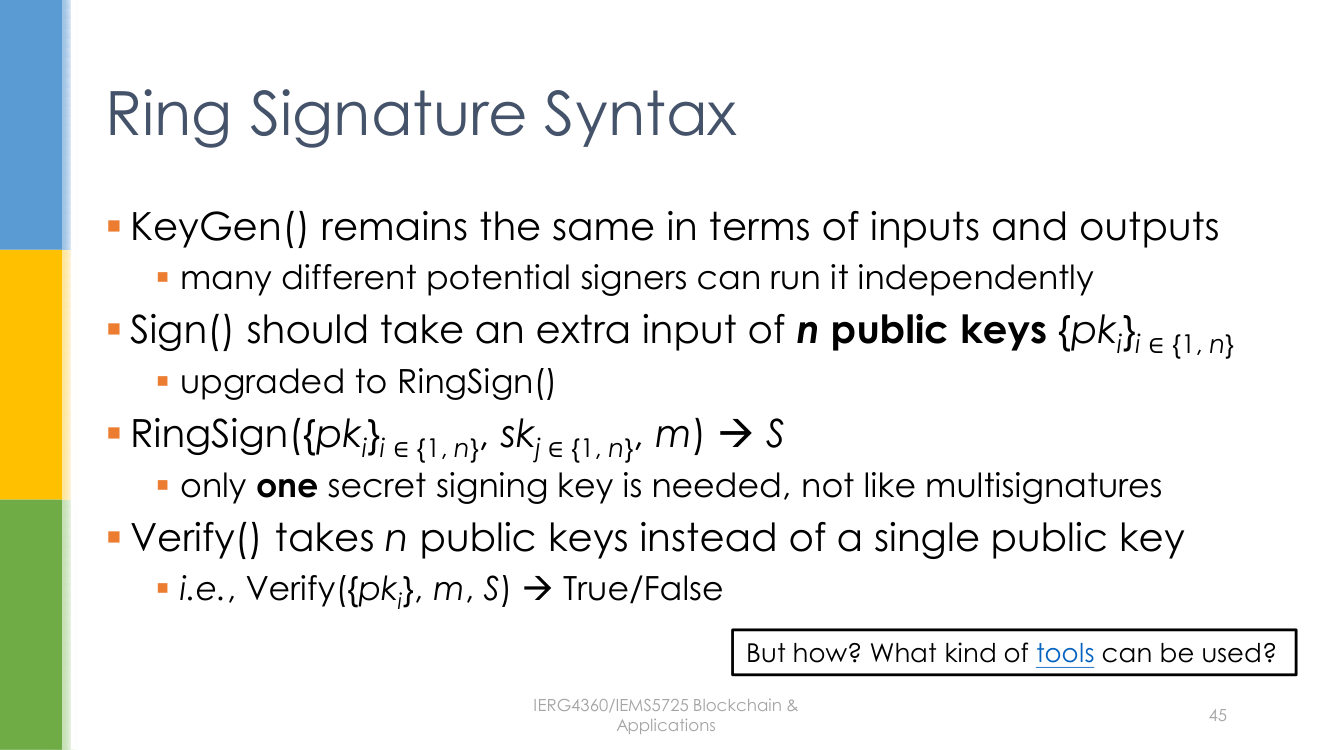 Ring Signature Syntax
▪ KeyGen() remains the same in terms of inputs and outputs
▪ many different potential signers can run it independently
▪ Sign() should take an extra input of n public keys {pkᵢ}i ∈ {1, n}
▪ upgraded to RingSign()
▪ RingSign({pkᵢ}i ∈ {1, n}, skj ∈ {1, n}, m) → S
▪ only one secret signing key is needed, not like multisignatures
▪ Verify() takes n public keys instead of a single public key
▪ i.e., Verify({pkᵢ}, m, S) → True/False
But how? What kind of tools can be used?
IERG4360/IEMS5725 Blockchain &
Applications
45